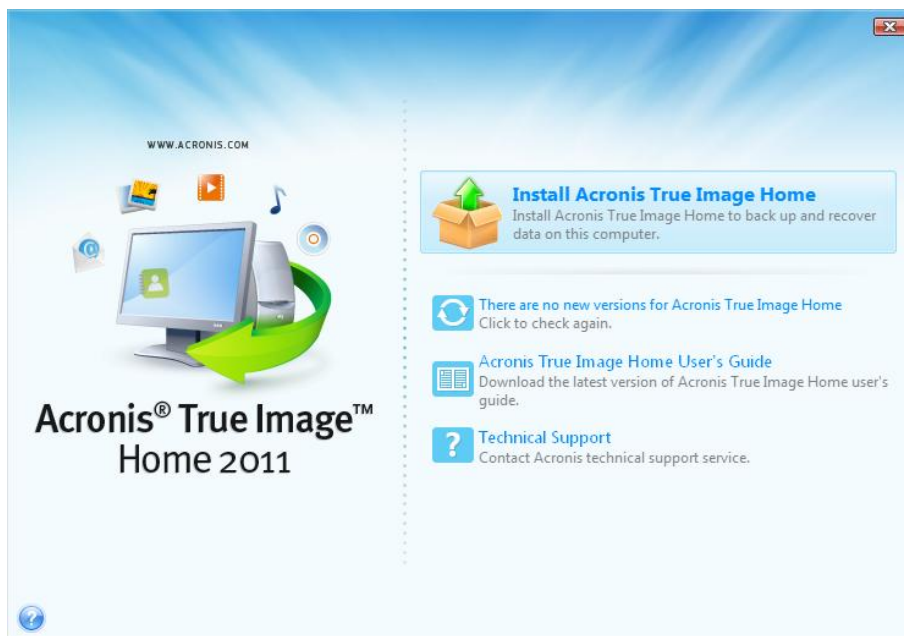 WWW.ACRONIS.COM
Acronis® True Image™
Home 2011
Install Acronis True Image Home
Install Acronis True Image Home to back up and recover
data on this computer.
There are no new versions for Acronis True Image Home
Click to check again.
Acronis True Image Home User's Guide
Download the latest version of Acronis True Image Home user's
guide.
Technical Support
Contact Acronis technical support service.